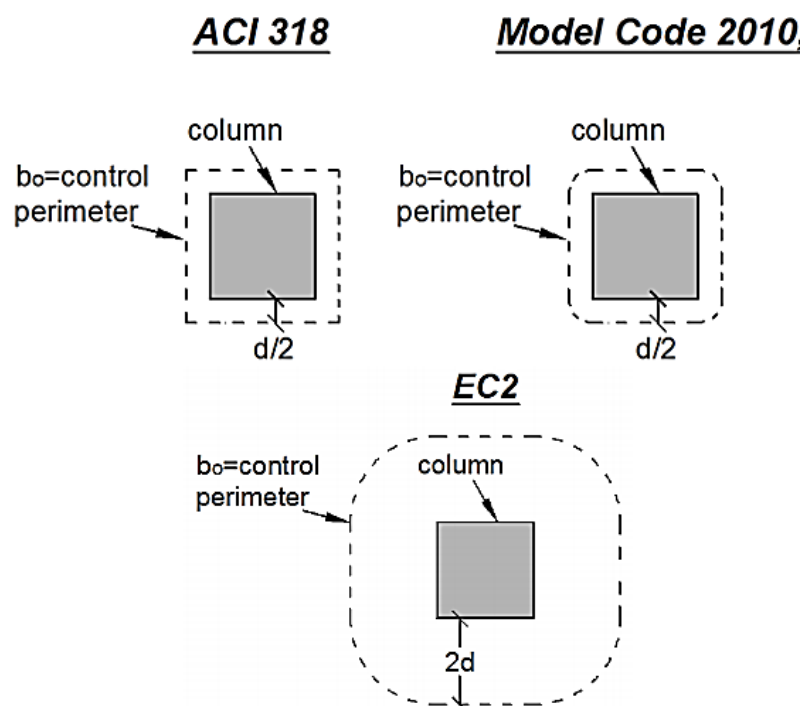 ACI 318
Model Code 2010,
column
column
bo=control
perimeter
bo=control
perimeter
d/2
d/2
EC2
bo=control
perimeter
column
2d